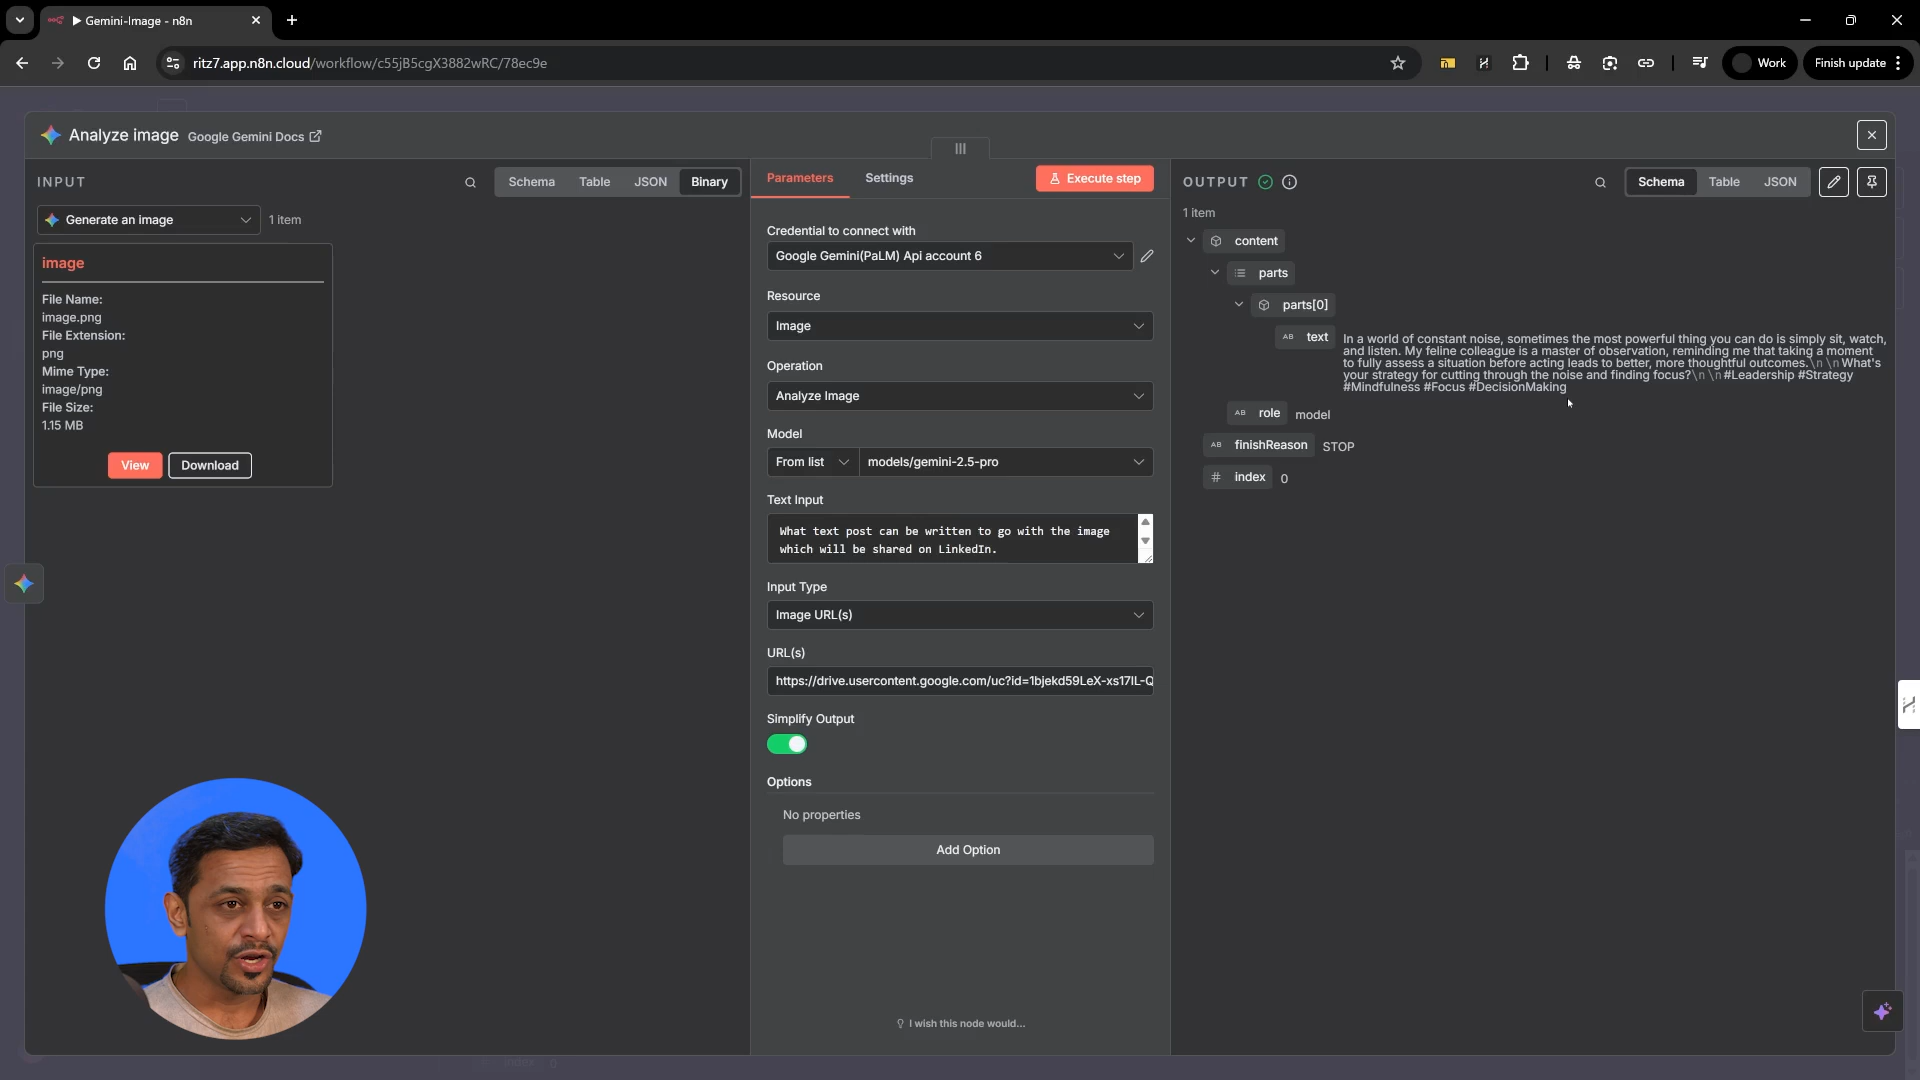 Gemini-Image - n8n
ritz7.app.n8n.cloud/workflow/c55jB5cgX3882wRC/78ec9e
Work
Finish update
Analyze image
Google Gemini Docs
INPUT
Schema
Table
JSON
Binary
Generate an image
1 item
image
File Name:
image.png
File Extension:
png
Mime Type:
image/png
File Size:
1.15 MB
View
Download
Parameters
Settings
Execute step
Credential to connect with
Google Gemini(PaLM) Api account 6
Resource
Image
Operation
Analyze Image
Model
From list
models/gemini-2.5-pro
Text Input
What text post can be written to go with the image
which will be shared on LinkedIn.
Input Type
Image URL(s)
URL(s)
https://drive.usercontent.google.com/uc?id=1bjekd59LeX-xs17IL-Q
Simplify Output
Options
No properties
Add Option
I wish this node would...
OUTPUT
Schema
Table
JSON
1 item
content
parts
parts[0]
AB text
In a world of constant noise, sometimes the most powerful thing you can do is simply sit, watch,
and listen. My feline colleague is a master of observation, reminding me that taking a moment
to fully assess a situation before acting leads to better, more thoughtful outcomes.\n\nWhat's
your strategy for cutting through the noise and finding focus?\n\n#Leadership #Strategy
#Mindfulness #Focus #DecisionMaking
AB role model
AB finishReason STOP
# index 0